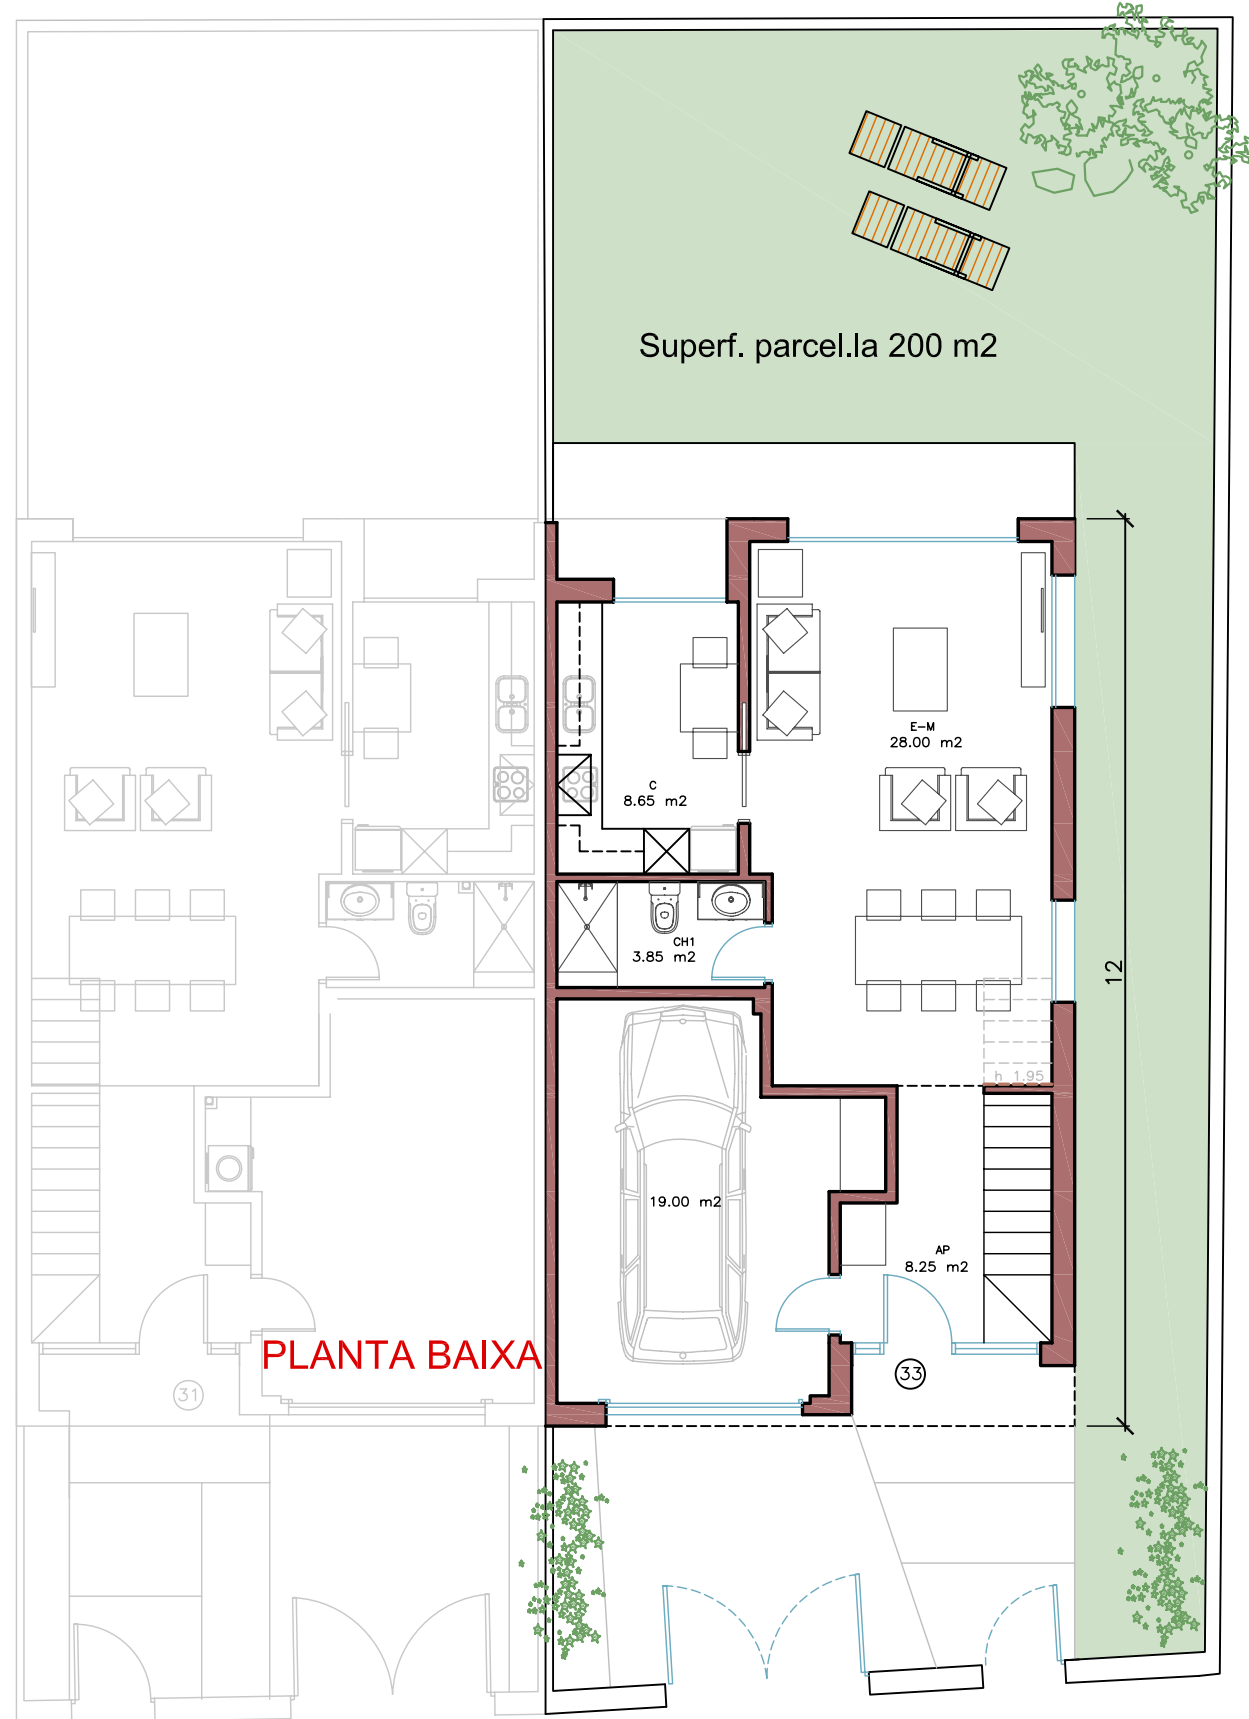 Superf. parcel.la 200 m2
E-M
28.00 m2
C
8.65 m2
CH1
3.85 m2
12
h 1.95
19.00 m2
AP
8.25 m2
PLANTA BAIXA
31
33